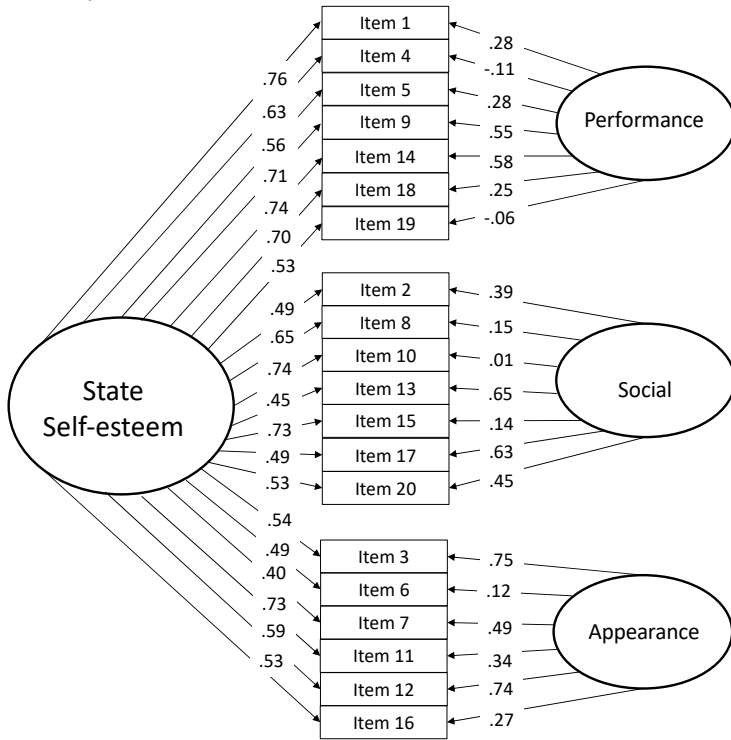 .76
.63
.56
.71
.74
.70
.53
Item 1
Item 4
Item 5
Item 9
Item 14
Item 18
Item 19
.28
-.11
.28
.55
.58
.25
-.06
Performance
State
Self-esteem
.49
.65
.74
.45
.73
.49
.53
Item 2
Item 8
Item 10
Item 13
Item 15
Item 17
Item 20
.39
.15
.01
.65
.14
.63
.45
Social
.54
.49
.40
.73
.59
.53
Item 3
Item 6
Item 7
Item 11
Item 12
Item 16
.75
.12
.49
.34
.74
.27
Appearance